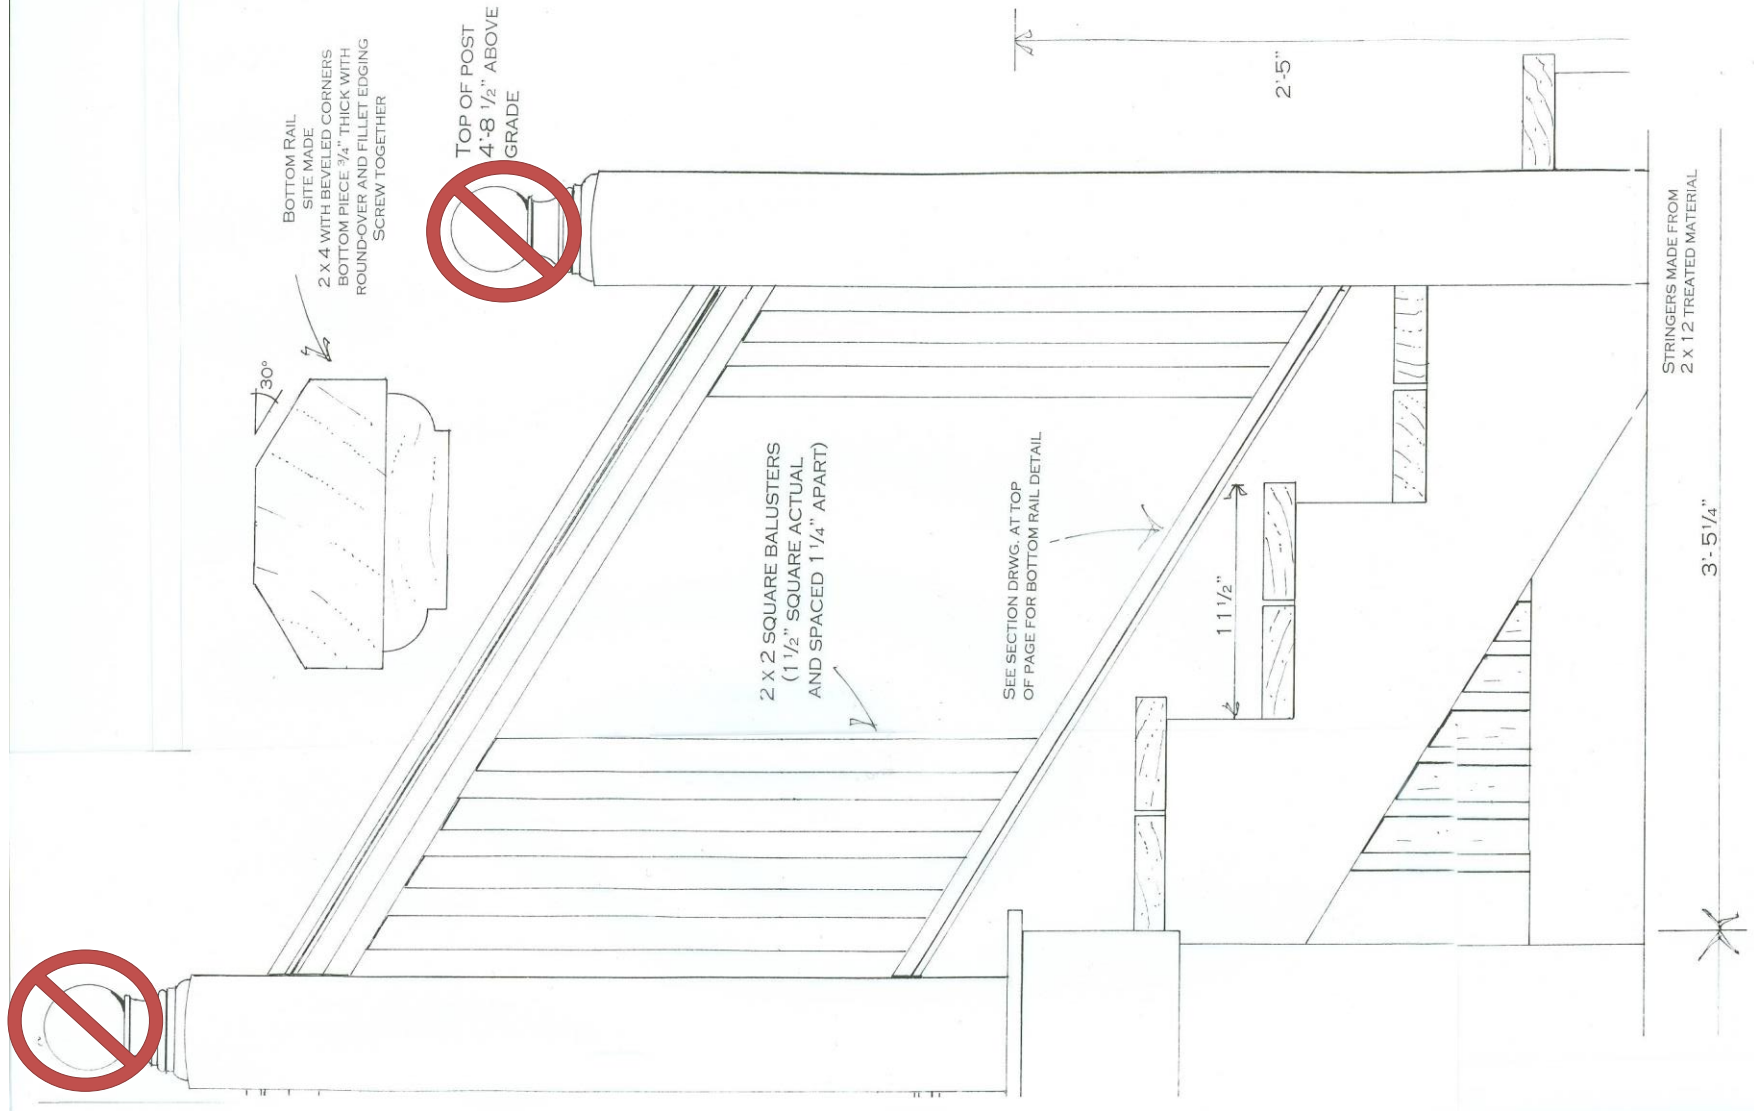 BOTTOM RAIL
SITE MADE
2 X 4 WITH BEVELED CORNERS
BOTTOM PIECE 3/4" THICK WITH
ROUND-OVER AND FILLET EDGING
SCREW TOGETHER
TOP OF POST
4'-8 1/2" ABOVE
GRADE
30°
2'-5"
2 X 2 SQUARE BALUSTERS
(1 1/2" SQUARE ACTUAL
AND SPACED 1 1/4" APART)
SEE SECTION DRWG. AT TOP
OF PAGE FOR BOTTOM RAIL DETAIL
11 1/2"
STRINGERS MADE FROM
2 X 12 TREATED MATERIAL
3'-5 1/4"